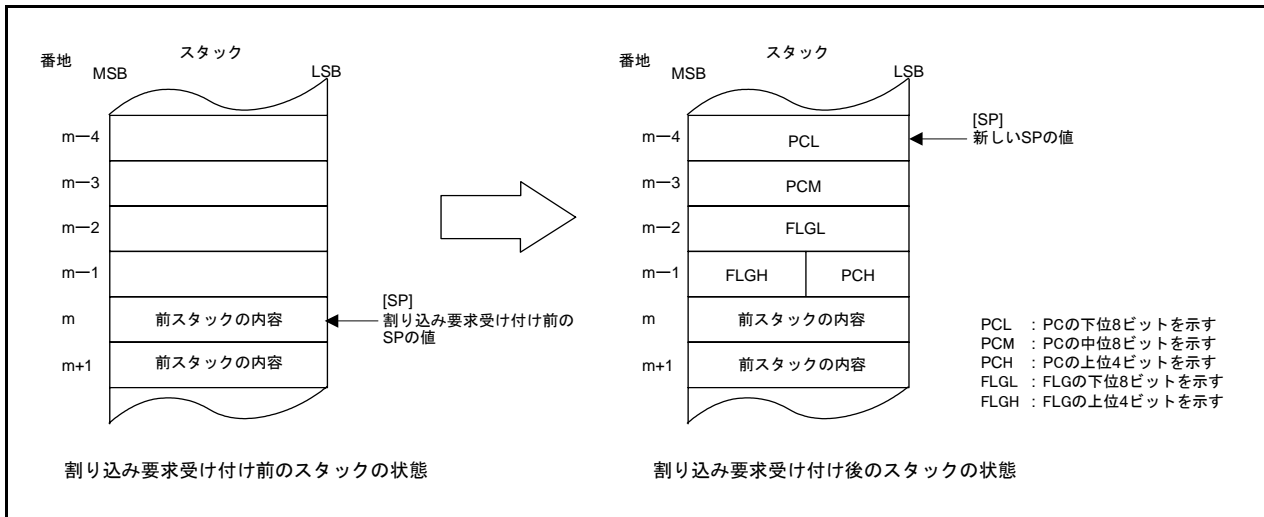 スタック
番地
MSB
LSB
m－4
m－3
m－2
m－1
m
前スタックの内容
m+1
前スタックの内容
[SP]
割り込み要求受け付け前の
SPの値
割り込み要求受け付け前のスタックの状態
スタック
番地
MSB
LSB
m－4
PCL
m－3
PCM
m－2
FLGL
m－1
FLGH
PCH
m
前スタックの内容
m+1
前スタックの内容
[SP]
新しいSPの値
PCL : PCの下位8ビットを示す
PCM : PCの中位8ビットを示す
PCH : PCの上位4ビットを示す
FLGL : FLGの下位8ビットを示す
FLGH : FLGの上位4ビットを示す
割り込み要求受け付け後のスタックの状態